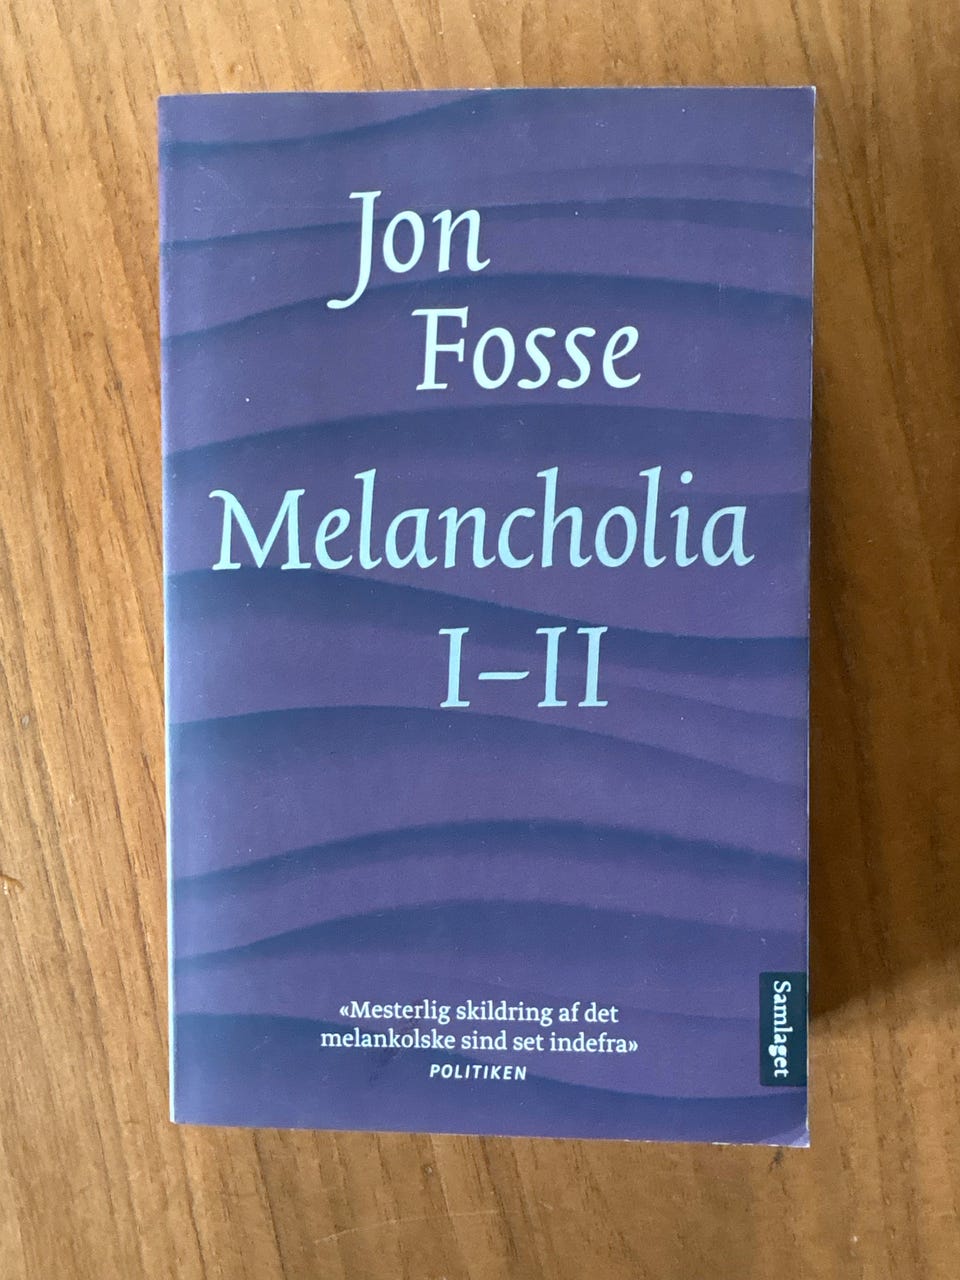 Jon
Fosse
Melancholia
I–II
«Mesterlig skildring af det
melankolske sind set indefra»
POLITIKEN
Samlaget